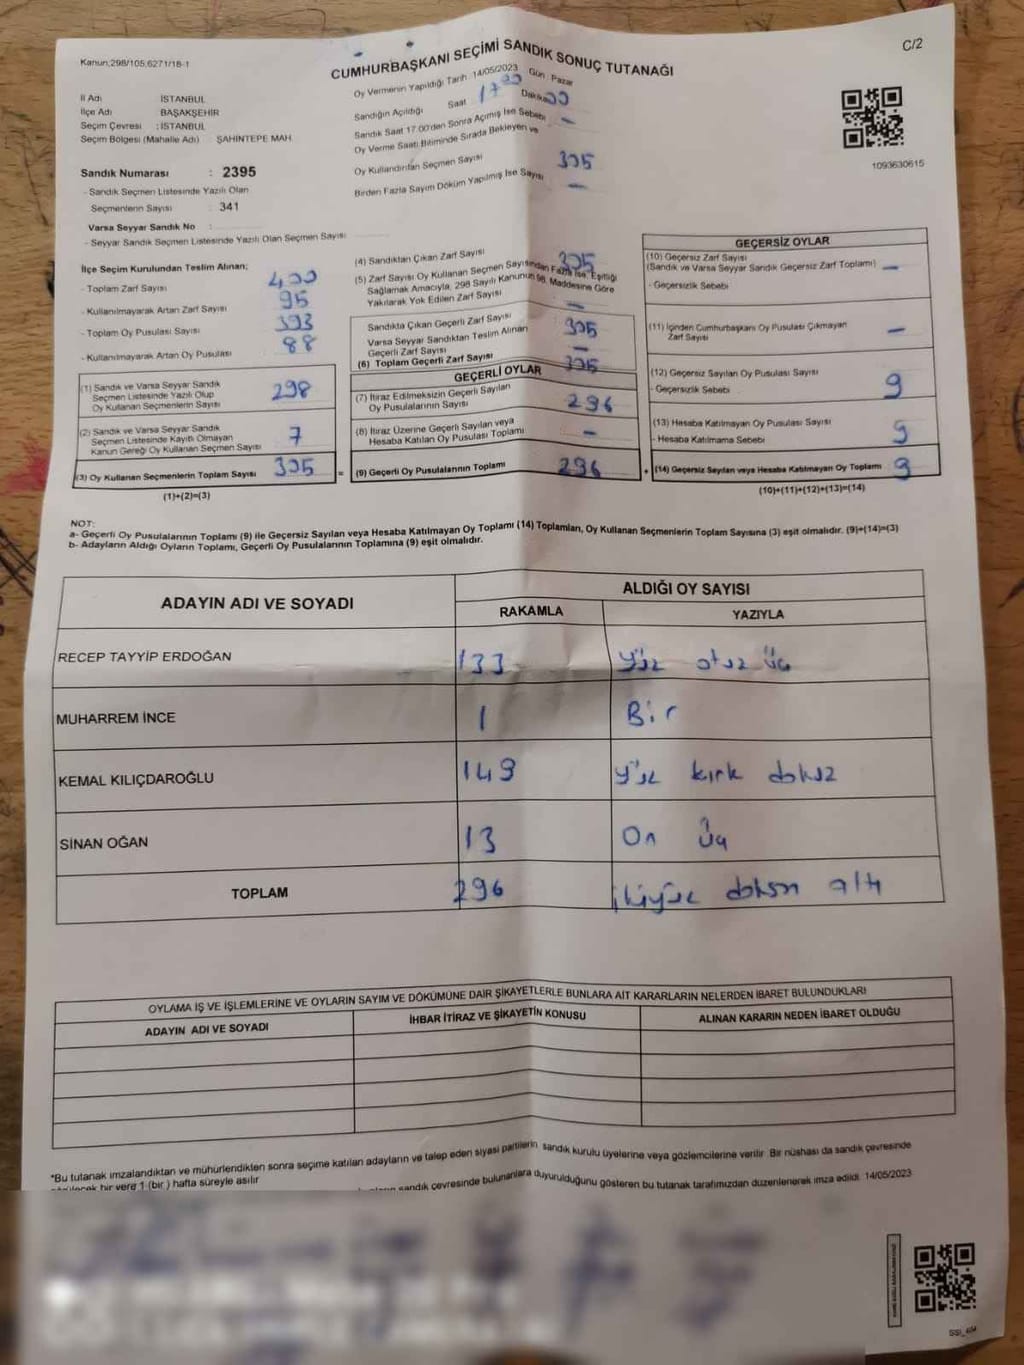 Kanun:298/105,6271/18-1
C/2
CUMHURBAŞKANI SEÇİMİ SANDIK SONUÇ TUTANAĞI
İl Adı İSTANBUL
İlçe Adı BAŞAKŞEHİR
Seçim Çevresi : İSTANBUL
Seçim Bölgesi (Mahalle Adı) ŞAHİNTEPE MAH.
Oy Vermenin Yapıldığı Tarih 14/05/2023 Gün : Pazar
Sandığın Açıldığı Saat 17 00 Dakika 00
Sandık Saat 17:00'den Sonra Açımış İse Sebebi -
Oy Verme Saati Bitiminde Sırada Bekleyen ve
Oy Kullandırılan Seçmen Sayısı 305
Birden Fazla Sayım Döküm Yapılmış İse Sayısı -
1093630615
Sandık Numarası : 2395
- Sandık Seçmen Listesinde Yazılı Olan
Seçmenlerin Sayısı : 341
Varsa Seyyar Sandık No :
- Seyyar Sandık Seçmen Listesinde Yazılı Olan Seçmen Sayısı
İlçe Seçim Kurulundan Teslim Alınan;
- Toplam Zarf Sayısı : 400
- Kullanılmayarak Artan Zarf Sayısı : 95
- Toplam Oy Pusulası Sayısı : 393
- Kullanılmayarak Artan Oy Pusulası : 88
(1) Sandık ve Varsa Seyyar Sandık
Seçmen Listesinde Yazılı Olup
Oy Kullanan Seçmenlerin Sayısı 298
(2) Sandık ve Varsa Seyyar Sandık
Seçmen Listesinde Kayıtlı Olmayan
Kanun Gereği Oy Kullanan Seçmen Sayısı 7
(3) Oy Kullanan Seçmenlerin Toplam Sayısı 305
(1)+(2)=(3)
(4) Sandıktan Çıkan Zarf Sayısı 305
(5) Zarf Sayısı Oy Kullanan Seçmen Sayısından Fazla İse, Eşitliği
Sağlamak Amacıyla, 298 Sayılı Kanunun 98. Maddesine Göre
Yakılarak Yok Edilen Zarf Sayısı -
Sandıkta Çıkan Geçerli Zarf Sayısı 305
Varsa Seyyar Sandıktan Teslim Alınan
Geçerli Zarf Sayısı -
(6) Toplam Geçerli Zarf Sayısı 305
GEÇERLİ OYLAR
(7) İtiraz Edilmeksizin Geçerli Sayılan
Oy Pusulalarının Sayısı 296
(8) İtiraz Üzerine Geçerli Sayılan veya
Hesaba Katılan Oy Pusulası Toplamı -
= (9) Geçerli Oy Pusulalarının Toplamı 296
GEÇERSİZ OYLAR
(10) Geçersiz Zarf Sayısı
(Sandık ve Varsa Seyyar Sandık Geçersiz Zarf Toplamı) -
- Geçersizlik Sebebi :
(11) İçinden Cumhurbaşkanı Oy Pusulası Çıkmayan
Zarf Sayısı -
(12) Geçersiz Sayılan Oy Pusulası Sayısı
- Geçersizlik Sebebi : 9
(13) Hesaba Katılmayan Oy Pusulası Sayısı
- Hesaba Katılmama Sebebi : 9
+ (14) Geçersiz Sayılan veya Hesaba Katılmayan Oy Toplamı 9
(10)+(11)+(12)+(13)=(14)
NOT:
a- Geçerli Oy Pusulalarının Toplamı (9) ile Geçersiz Sayılan veya Hesaba Katılmayan Oy Toplamı (14) Toplamları, Oy Kullanan Seçmenlerin Toplam Sayısına (3) eşit olmalıdır. (9)+(14)=(3)
b- Adayların Aldığı Oyların Toplamı, Geçerli Oy Pusulalarının Toplamına (9) eşit olmalıdır.
ADAYIN ADI VE SOYADI
ALDIĞI OY SAYISI
RAKAMLA YAZIYLA
RECEP TAYYİP ERDOĞAN 133 Yüz otuz üç
MUHARREM İNCE 1 Bir
KEMAL KILIÇDAROĞLU 149 Yüz kırk dokuz
SİNAN OĞAN 13 On üç
TOPLAM 296 İkiyüz doksan altı
OYLAMA İŞ VE İŞLEMLERİNE VE OYLARIN SAYIM VE DÖKÜMÜNE DAİR ŞİKAYETLERLE BUNLARA AİT KARARLARIN NELERDEN İBARET BULUNDUKLARI
ADAYIN ADI VE SOYADI İHBAR İTİRAZ VE ŞİKAYETİN KONUSU ALINAN KARARIN NEDEN İBARET OLDUĞU
*Bu tutanak imzalandıktan ve mühürlendikten sonra seçime katılan adayların ve talep eden siyasi partilerin, sandık kurulu üyelerine veya gözlemcilerine verilir. Bir nüshası da sandık çevresinde
bir yere 1 (bir) hafta süreyle asılır
sandık çevresinde bulunanlara duyurulduğunu gösteren bu tutanak tarafımızdan düzenlenerek imza edildi. 14/05/2023